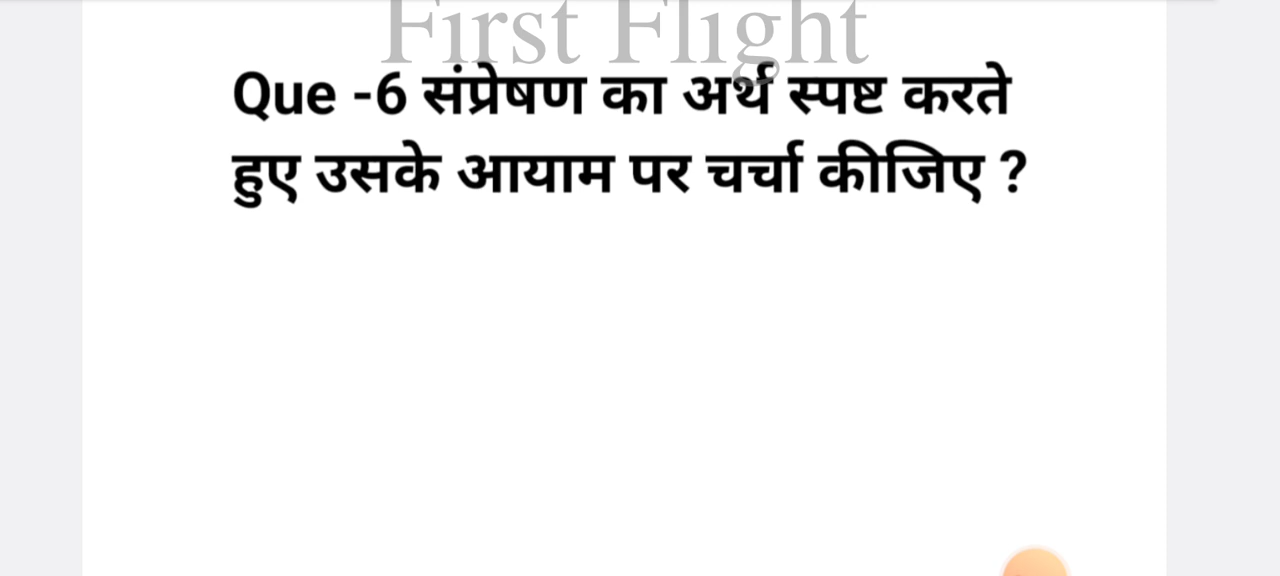 First Flight
Que -6 संप्रेषण का अर्थ स्पष्ट करते
हुए उसके आयाम पर चर्चा कीजिए ?